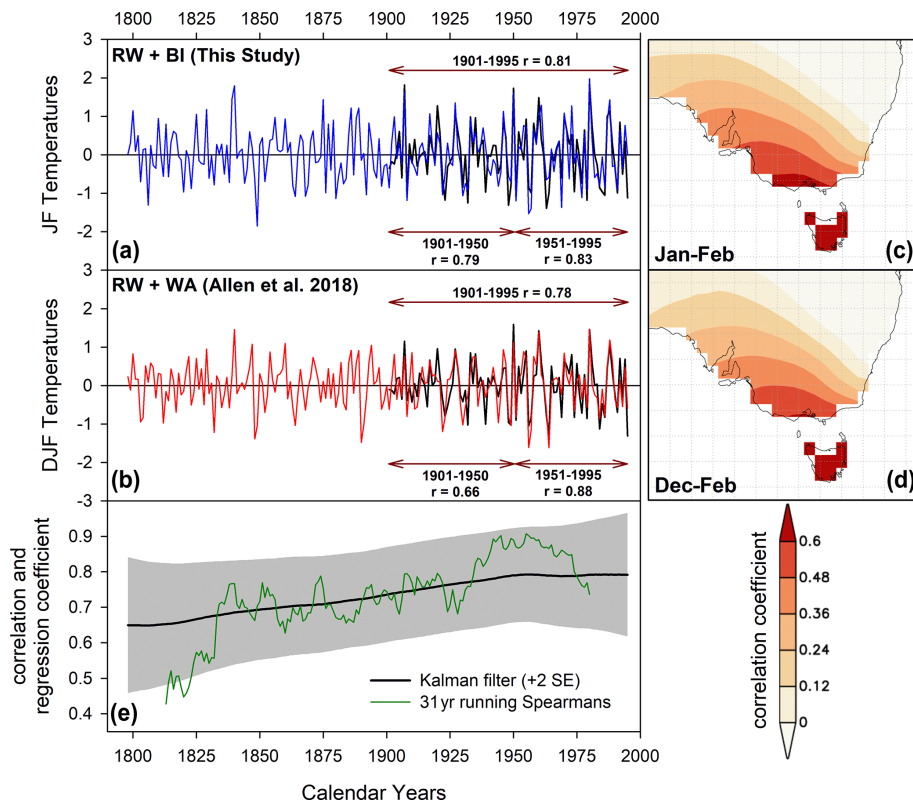 1800 1825 1850 1875 1900 1925 1950 1975 2000
3
2
1
0
-1
-2
3
JF Temperatures
RW + BI (This Study)
1901-1995 r = 0.81
1901-1950
r = 0.79
1951-1995
r = 0.83
(a)
Jan-Feb
(c)
2
1
0
-1
-2
-3
DJF Temperatures
RW + WA (Allen et al. 2018)
1901-1995 r = 0.78
1901-1950
r = 0.66
1951-1995
r = 0.88
(b)
Dec-Feb
(d)
0.9
0.8
0.7
0.6
0.5
0.4
correlation and
regression coefficient
Kalman filter (+2 SE)
31yr running Spearmans
(e)
correlation coefficient
0.6
0.48
0.36
0.24
0.12
0
1800 1825 1850 1875 1900 1925 1950 1975 2000
Calendar Years